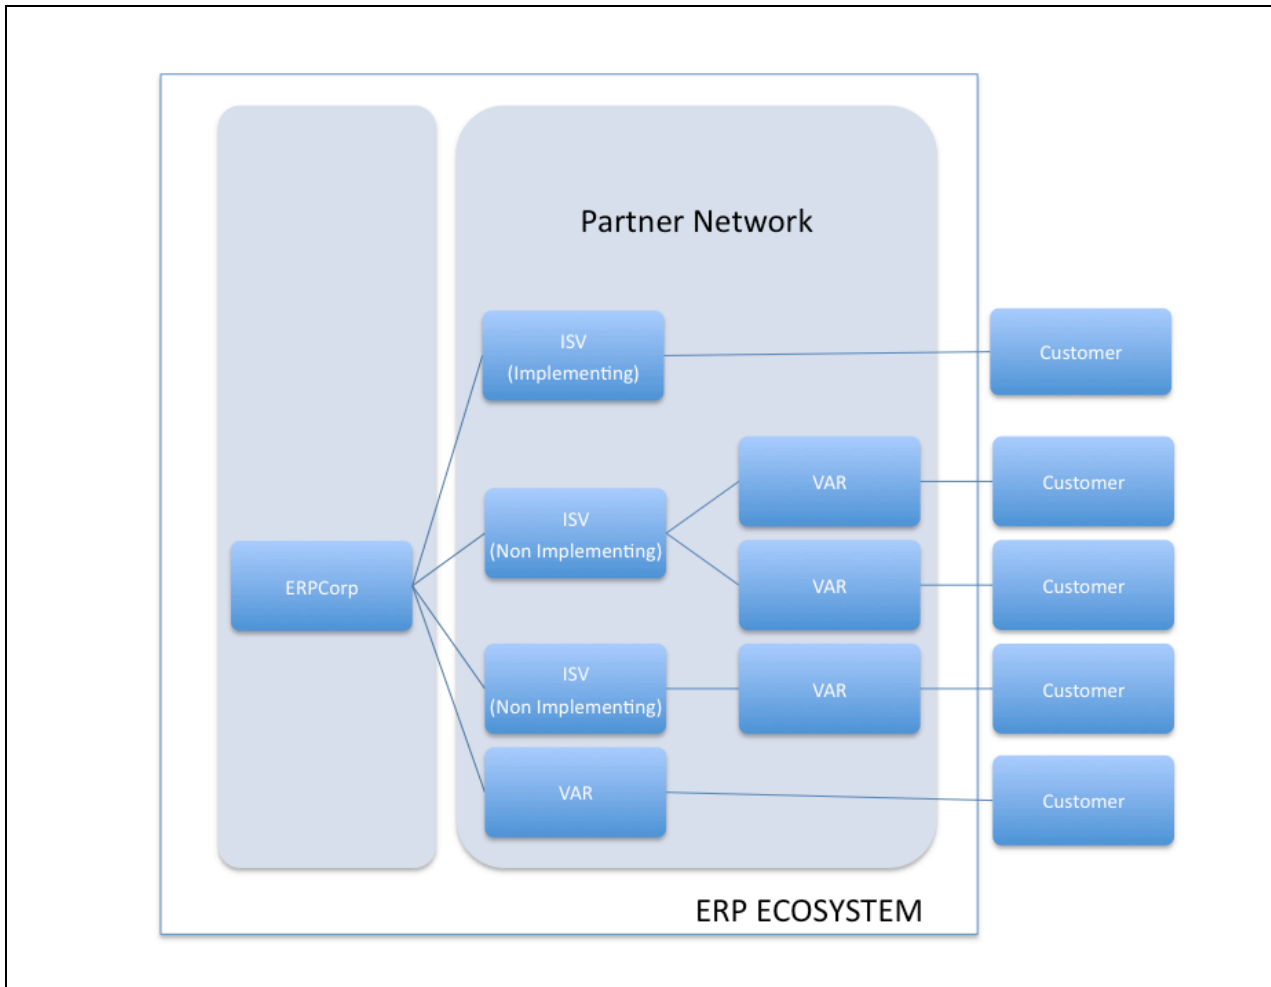 Partner Network
ISV
(Implementing)
Customer
VAR
Customer
ISV
(Non Implementing)
VAR
Customer
ERPCorp
ISV
(Non Implementing)
VAR
Customer
VAR
Customer
ERP ECOSYSTEM